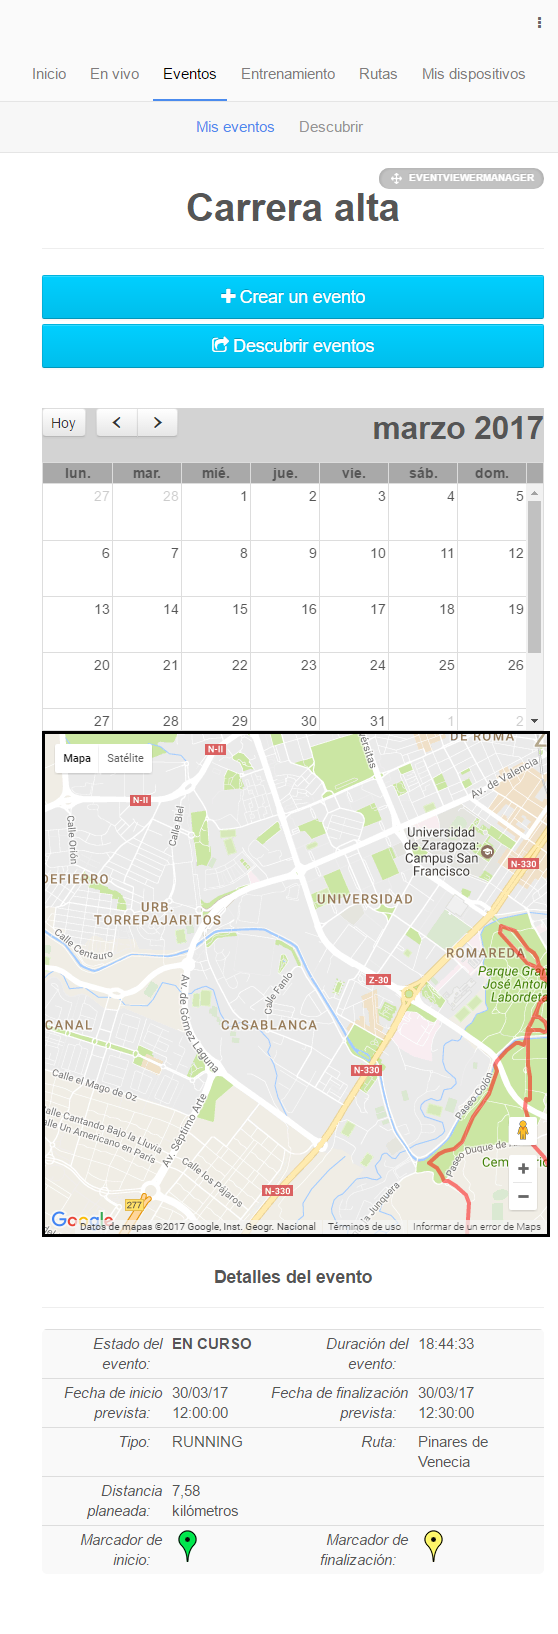 Inicio En vivo Eventos Entrenamiento Rutas Mis dispositivos
Mis eventos Descubrir
EVENTVIEWERMANAGER
Carrera alta
Crear un evento
Descubrir eventos
Hoy
marzo 2017
lun. mar. mié. jue. vie. sáb. dom.
27 28 1 2 3 4 5
6 7 8 9 10 11 12
13 14 15 16 17 18 19
20 21 22 23 24 25 26
27 28 29 30 31 1 2
DE ROMA
N-II
Mapa Satélite
Av. de Valencia
N-II
Calle Biel
Calle Orión
Universidad
de Zaragoza:
Campus San
Francisco
N-330
DEFIERRO
UNIVERSIDAD
URB.
TORREPAJARITOS
Calle Centauro
ROMAREDA
Parque Gran
José Anton
Labordet
Z-30
Calle Fanlo
Av. de Gómez Laguna
CANAL
CASABLANCA
N-330
Paseo Colón
Calle el Mago de Oz
Calle Cantando Bajo la Lluvia
Calle Un Americano en París
Av. Séptimo Arte
Paseo Duque de
Calle los Pájaros
N-330
277
Junquera
Google
Datos de mapas ©2017 Google, Inst. Geogr. Nacional Términos de uso Informar de un error de Maps
Detalles del evento
Estado del evento: EN CURSO Duración del evento: 18:44:33
Fecha de inicio prevista: 30/03/17 12:00:00 Fecha de finalización prevista: 30/03/17 12:30:00
Tipo: RUNNING Ruta: Pinares de Venecia
Distancia planeada: 7,58 kilómetros
Marcador de inicio: Marcador de finalización: